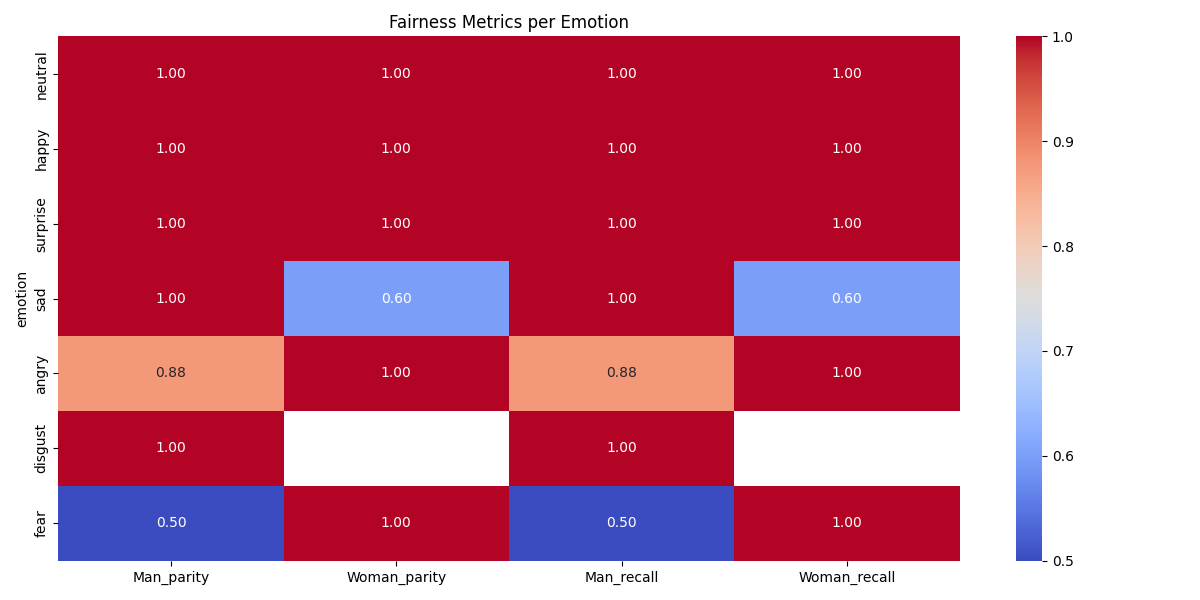 Fairness Metrics per Emotion
neutral 1.00 1.00 1.00 1.00
happy 1.00 1.00 1.00 1.00
surprise 1.00 1.00 1.00 1.00
emotion
sad 1.00 0.60 1.00 0.60
angry 0.88 1.00 0.88 1.00
disgust 1.00 1.00
fear 0.50 1.00 0.50 1.00
Man_parity Woman_parity Man_recall Woman_recall
1.0
0.9
0.8
0.7
0.6
0.5